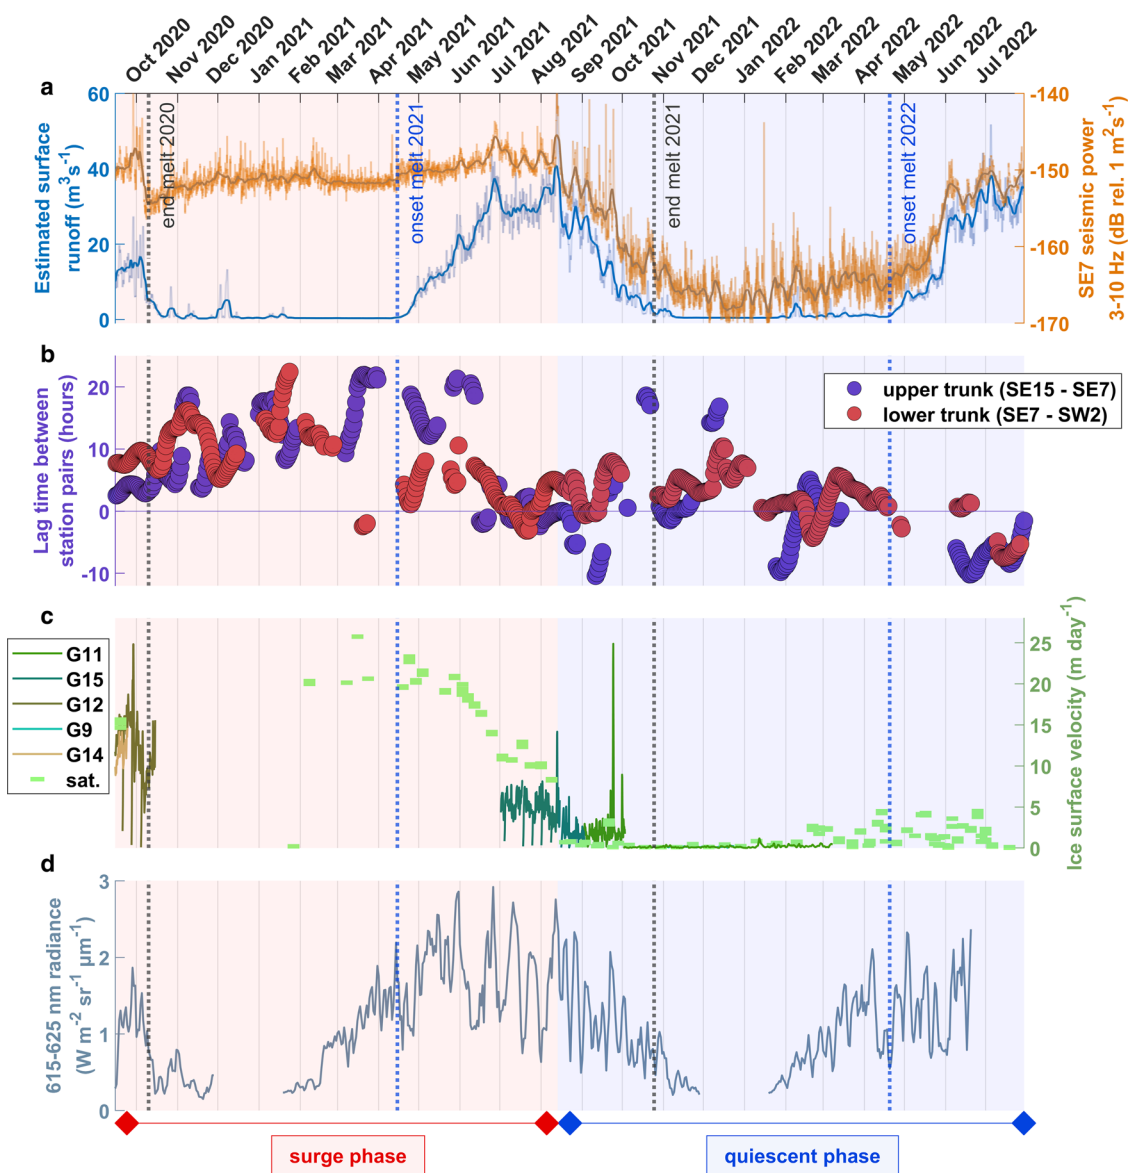 Oct 2020
Nov 2020
Dec 2020
Jan 2021
Feb 2021
Mar 2021
Apr 2021
May 2021
Jun 2021
Jul 2021
Aug 2021
Sep 2021
Oct 2021
Nov 2021
Dec 2021
Jan 2022
Feb 2022
Mar 2022
Apr 2022
May 2022
Jun 2022
Jul 2022
a
Estimated surface
runoff (m³ s⁻¹)
60
40
20
0
end melt 2020
onset melt 2021
end melt 2021
onset melt 2022
-140
-150
-160
-170
SE7 seismic power
3-10 Hz (dB rel. 1 m²s⁻¹)
b
Lag time between
station pairs (hours)
20
10
0
-10
upper trunk (SE15 - SE7)
lower trunk (SE7 - SW2)
c
G11
G15
G12
G9
G14
sat.
25
20
15
10
5
0
Ice surface velocity (m day⁻¹)
d
615-625 nm radiance
(W m⁻² sr⁻¹ µm⁻¹)
3
2
1
0
surge phase
quiescent phase